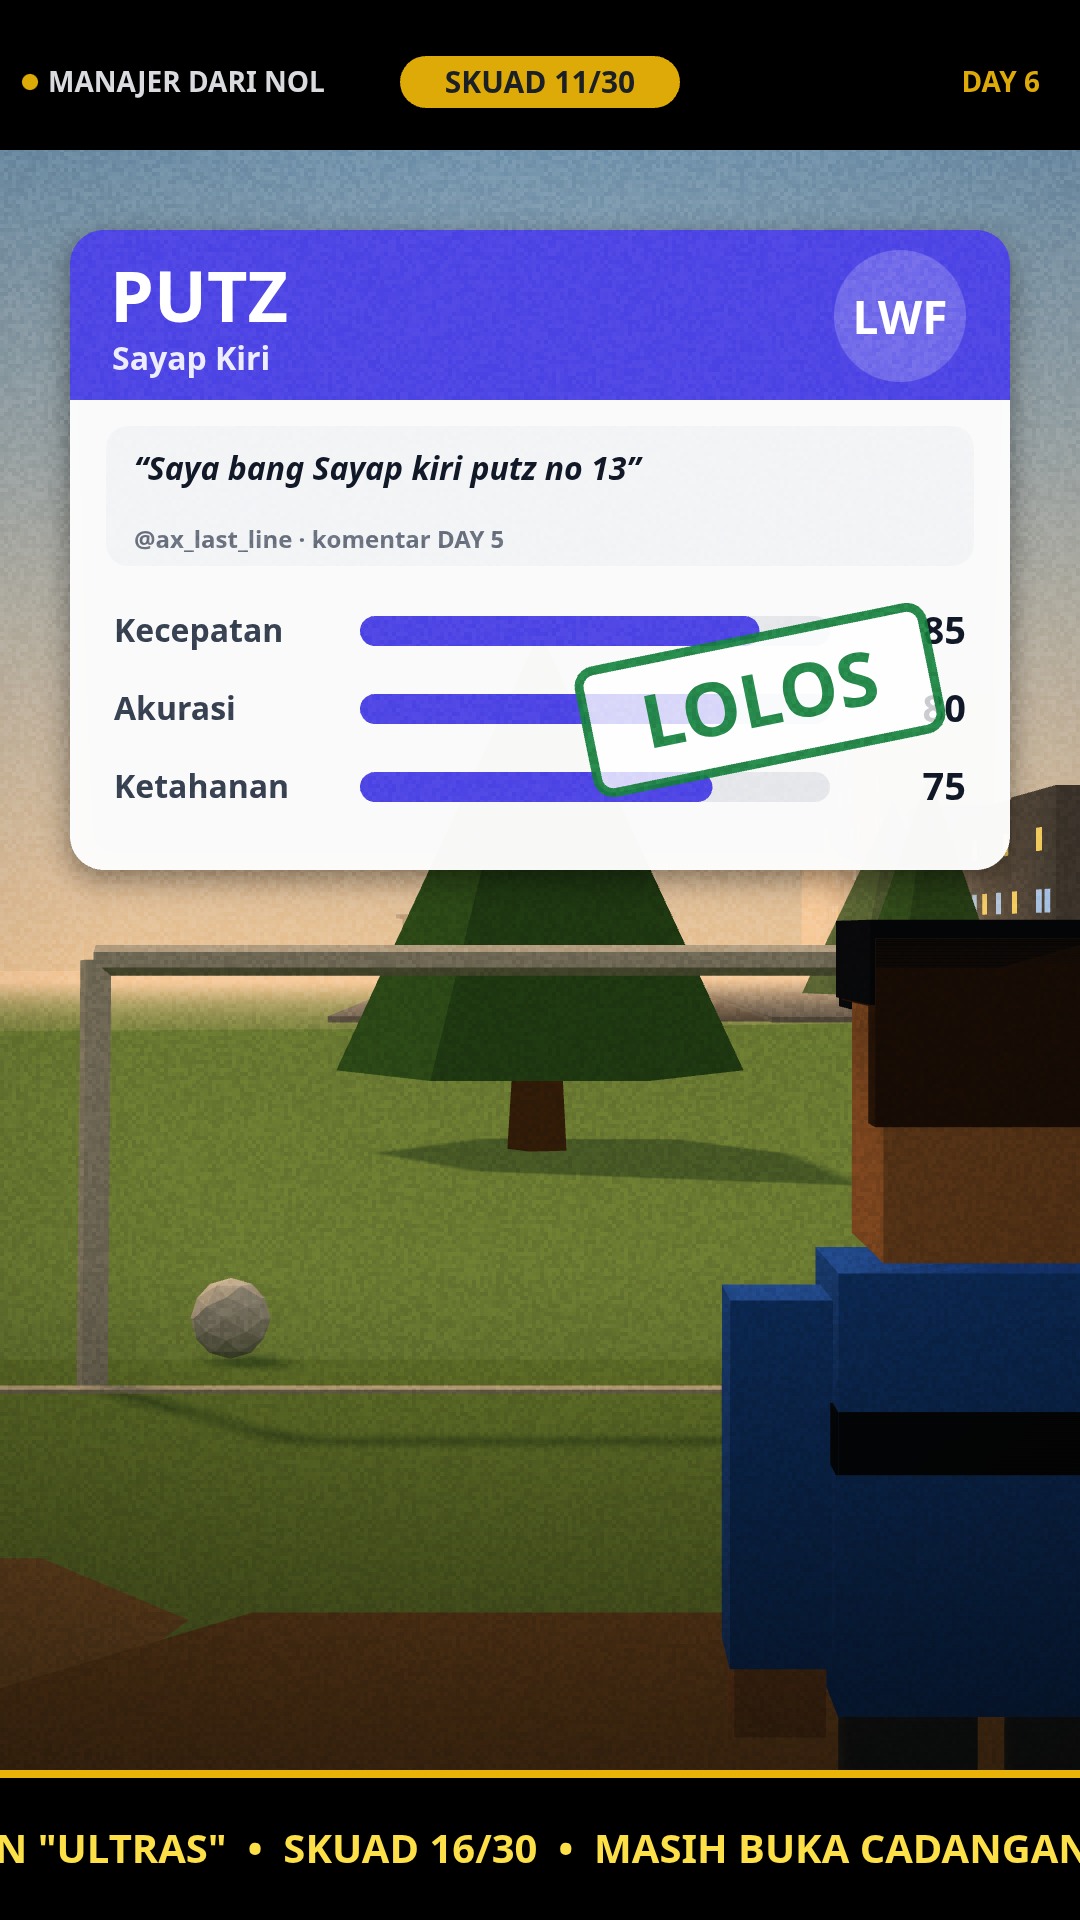 MANAJER DARI NOL
SKUAD 11/30
DAY 6
PUTZ
Sayap Kiri
LWF
“Saya bang Sayap kiri putz no 13”
@ax_last_line · komentar DAY 5
Kecepatan 85
Akurasi 80
Ketahanan 75
LOLOS
N "ULTRAS" • SKUAD 16/30 • MASIH BUKA CADANGAN